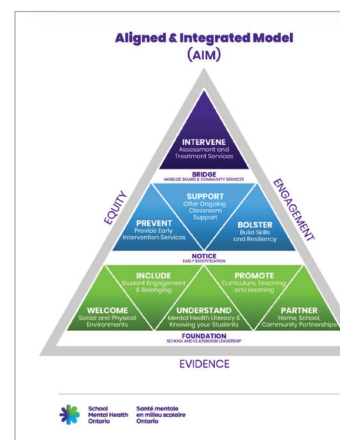 Aligned & Integrated Model
(AIM)
INTERVENE
Assessment and
Treatment Services
BRIDGE
MOBILIZE BOARD & COMMUNITY SERVICES
EQUITY
ENGAGEMENT
SUPPORT
Offer Ongoing
Classroom
Support
PREVENT
Provide Early
Intervention Services
BOLSTER
Build Skills
and Resiliency
NOTICE
EARLY IDENTIFICATION
INCLUDE
Student Engagement
& Belonging
PROMOTE
Curriculum, Teaching
and Learning
WELCOME
Social and Physical
Environments
UNDERSTAND
Mental Health Literacy &
Knowing your Students
PARTNER
Home, School,
Community Partnerships
FOUNDATION
SCHOOL AND CLASSROOM LEADERSHIP
EVIDENCE
School
Mental Health
Ontario
Santé mentale
en milieu scolaire
Ontario